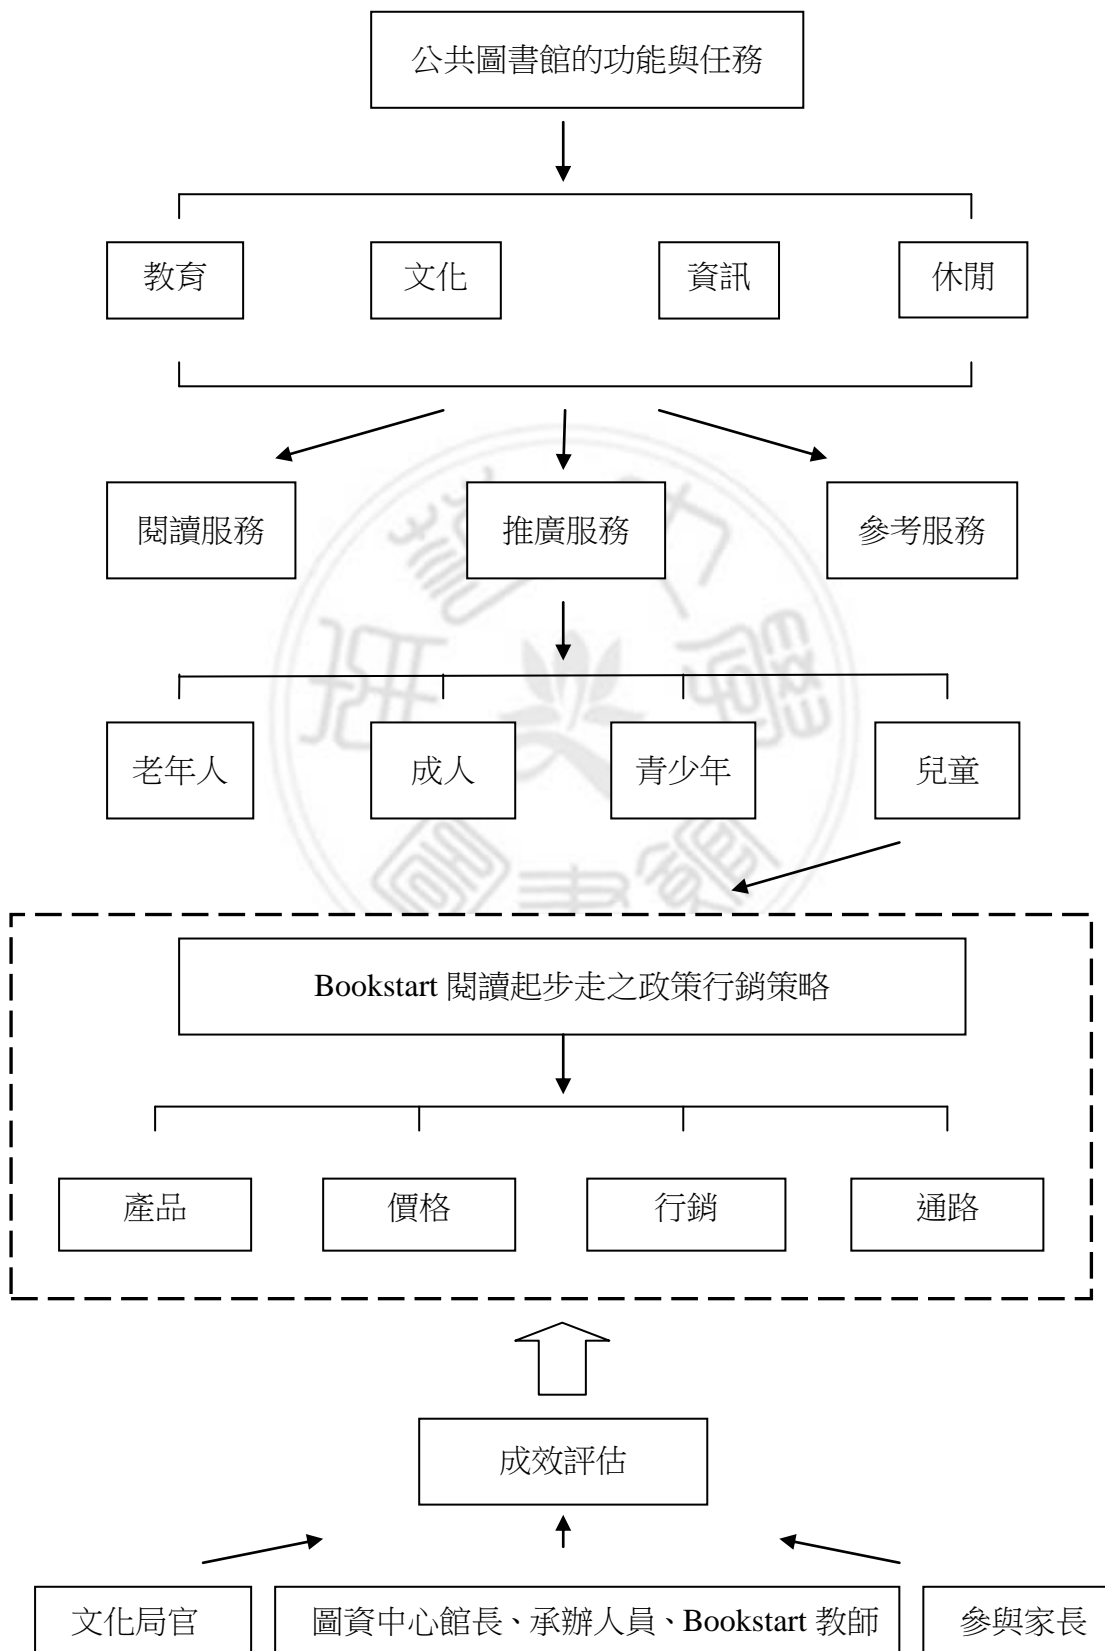 公共圖書館的功能與任務
教育
文化
資訊
休閒
閱讀服務
推廣服務
參考服務
老年人
成人
青少年
兒童
Bookstart 閱讀起步走之政策行銷策略
產品
價格
行銷
通路
成效評估
文化局官
圖資中心館長、承辦人員、Bookstart 教師
參與家長